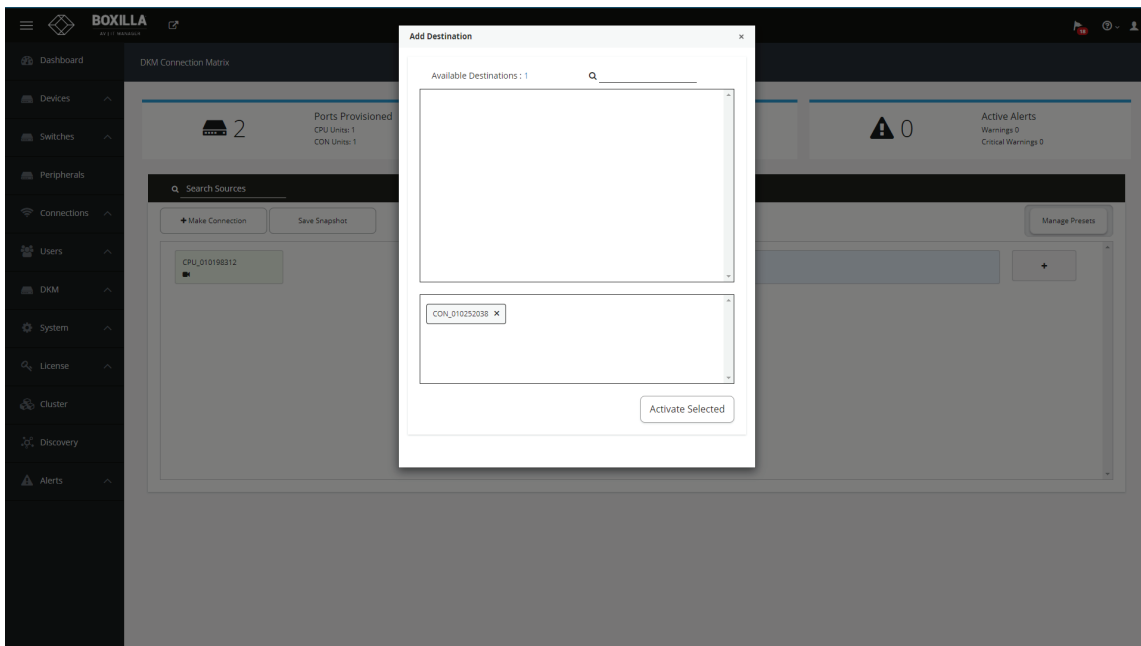 BOXILLA
AV | IT MANAGER
Add Destination
×
18
Dashboard
DKM Connection Matrix
Available Destinations : 1
Devices
2
Ports Provisioned
CPU Units: 1
CON Units: 1
0
Active Alerts
Warnings 0
Critical Warnings 0
Switches
Peripherals
Search Sources
Connections
+ Make Connection
Save Snapshot
Manage Presets
Users
CPU_010198312
+
DKM
CON_010252038 ×
System
License
Cluster
Activate Selected
Discovery
Alerts